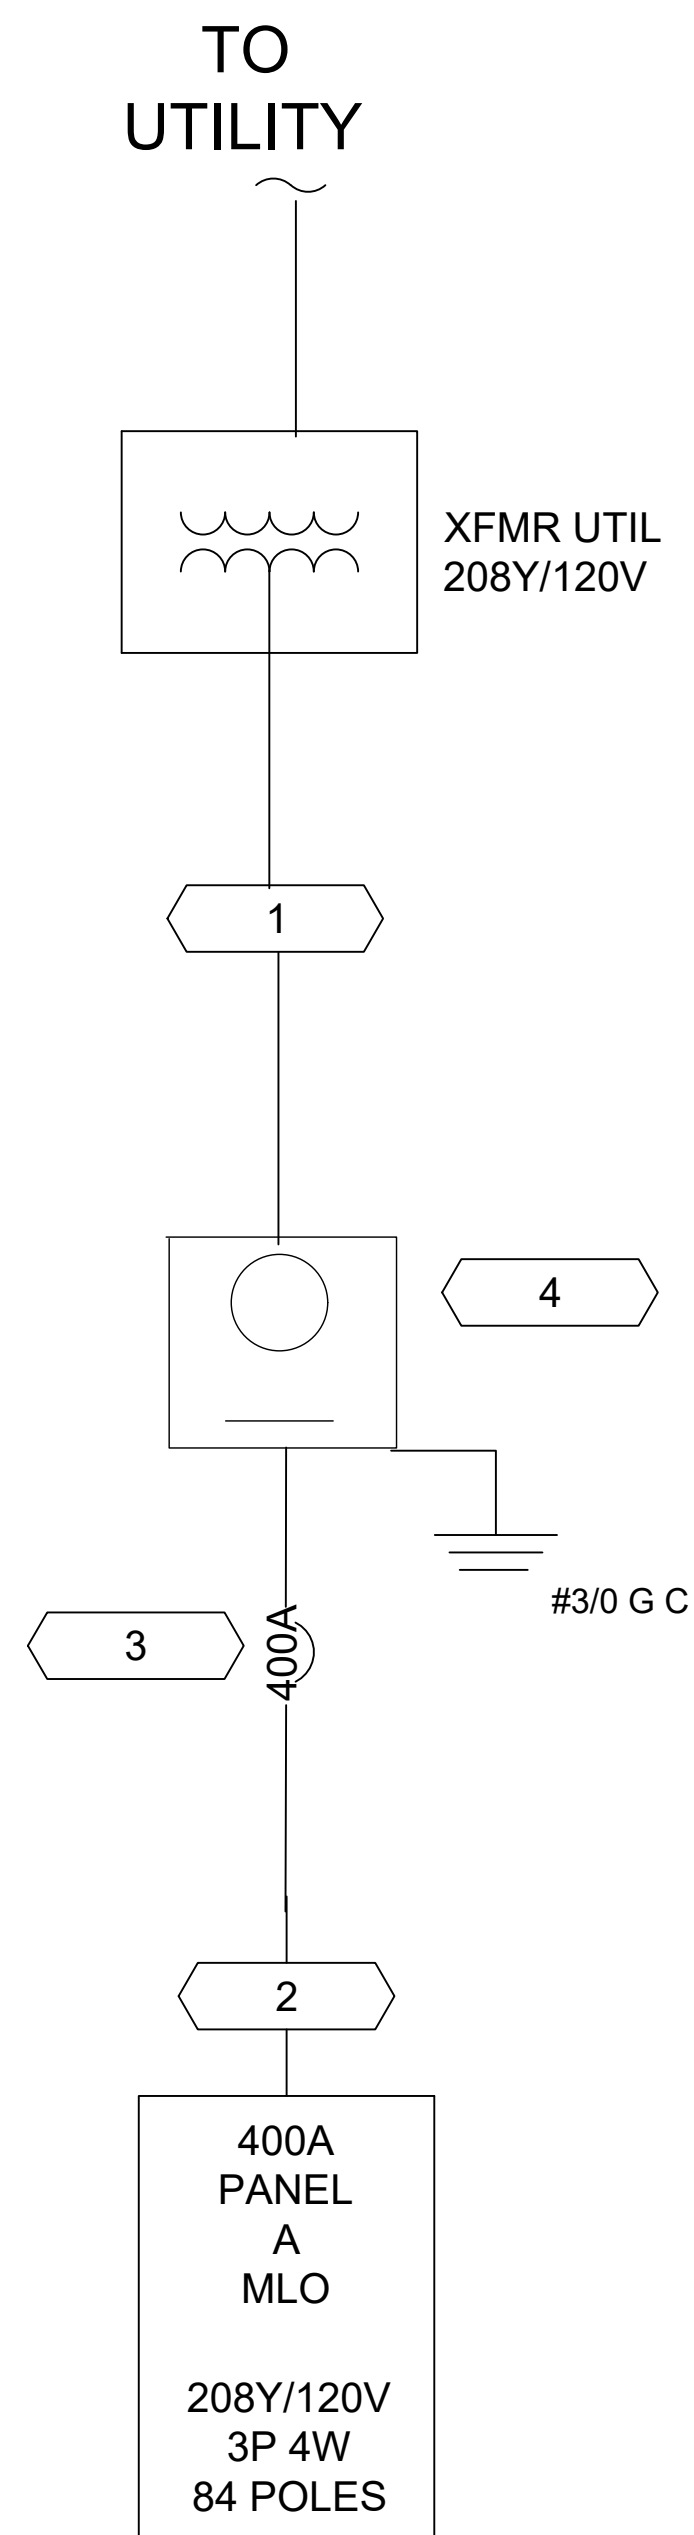 TO
UTILITY
XFMR UTIL
208Y/120V
1
4
#3/0 G C
3
400A
2
400A
PANEL
A
MLO
208Y/120V
3P 4W
84 POLES